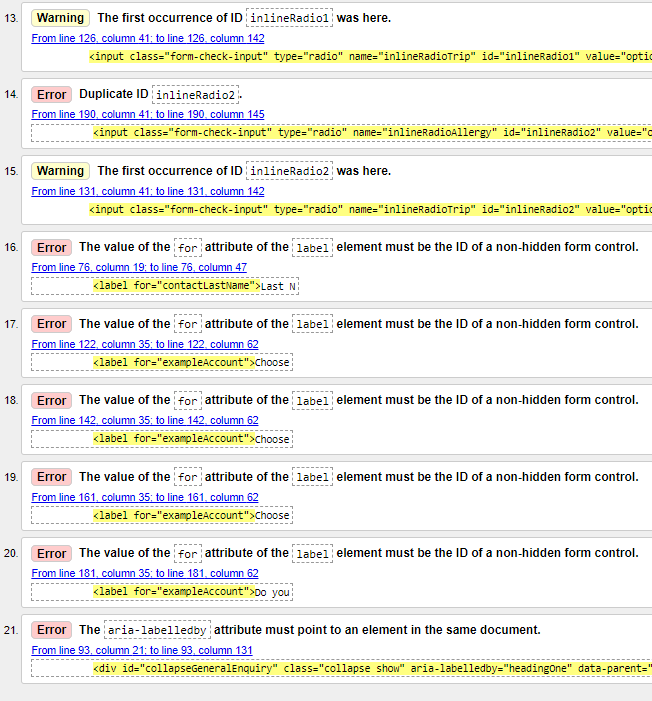 13. Warning The first occurrence of ID inlineRadio1 was here.
From line 126, column 41; to line 126, column 142
<input class="form-check-input" type="radio" name="inlineRadioTrip" id="inlineRadio1" value="optio
14. Error Duplicate ID inlineRadio2.
From line 190, column 41; to line 190, column 145
<input class="form-check-input" type="radio" name="inlineRadioAllergy" id="inlineRadio2" value="o
15. Warning The first occurrence of ID inlineRadio2 was here.
From line 131, column 41; to line 131, column 142
<input class="form-check-input" type="radio" name="inlineRadioTrip" id="inlineRadio2" value="optio
16. Error The value of the for attribute of the label element must be the ID of a non-hidden form control.
From line 76, column 19; to line 76, column 47
<label for="contactLastName">Last N
17. Error The value of the for attribute of the label element must be the ID of a non-hidden form control.
From line 122, column 35; to line 122, column 62
<label for="exampleAccount">Choose
18. Error The value of the for attribute of the label element must be the ID of a non-hidden form control.
From line 142, column 35; to line 142, column 62
<label for="exampleAccount">Choose
19. Error The value of the for attribute of the label element must be the ID of a non-hidden form control.
From line 161, column 35; to line 161, column 62
<label for="exampleAccount">Choose
20. Error The value of the for attribute of the label element must be the ID of a non-hidden form control.
From line 181, column 35; to line 181, column 62
<label for="exampleAccount">Do you
21. Error The aria-labelledby attribute must point to an element in the same document.
From line 93, column 21; to line 93, column 131
<div id="collapseGeneralEnquiry" class="collapse show" aria-labelledby="headingOne" data-parent="